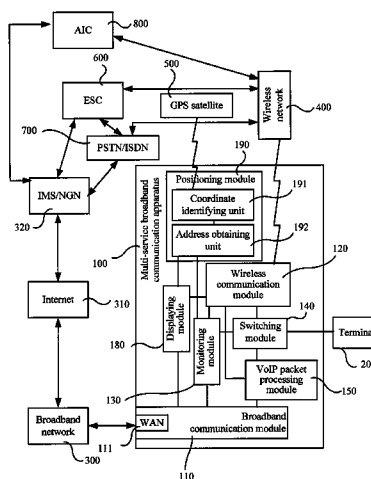 AIC
800
600
ESC
500
GPS satellite
Wireless
network
400
700
PSTN/ISDN
190
Positioning module
191
Coordinate
identifying unit
192
Address obtaining
unit
IMS/NGN
320
100
Multi-service broadband
communication apparatus
120
Wireless
communication
module
140
Displaying
module
180
Monitoring
module
130
Switching
module
Terminal
20
Internet
310
VoIP packet
processing
module
150
Broadband
network
300
111
WAN
Broadband
communication module
110